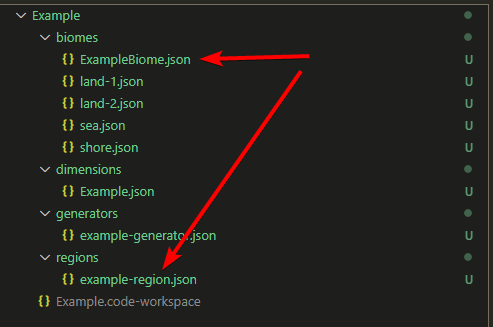 Example
biomes
{} ExampleBiome.json U
{} land-1.json U
{} land-2.json U
{} sea.json U
{} shore.json U
dimensions
{} Example.json U
generators
{} example-generator.json U
regions
{} example-region.json U
{} Example.code-workspace